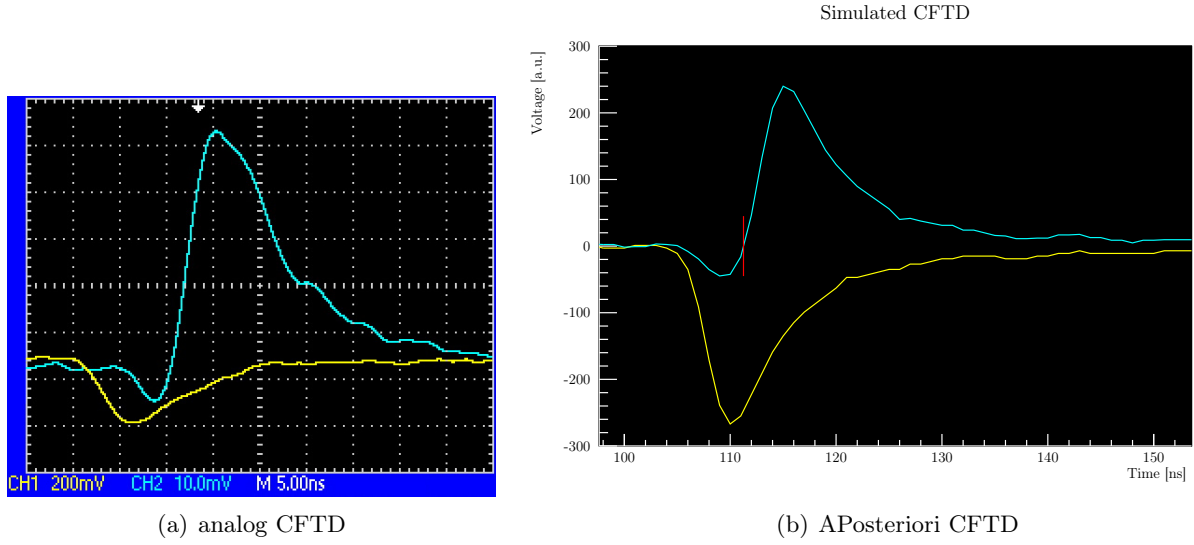 CH1 200mV CH2 10.0mV M 5.00ns
(a) analog CFTD
Simulated CFTD
Voltage [a.u.]
300
200
100
0
-100
-200
-300
100 110 120 130 140 150
Time [ns]
(b) APosteriori CFTD